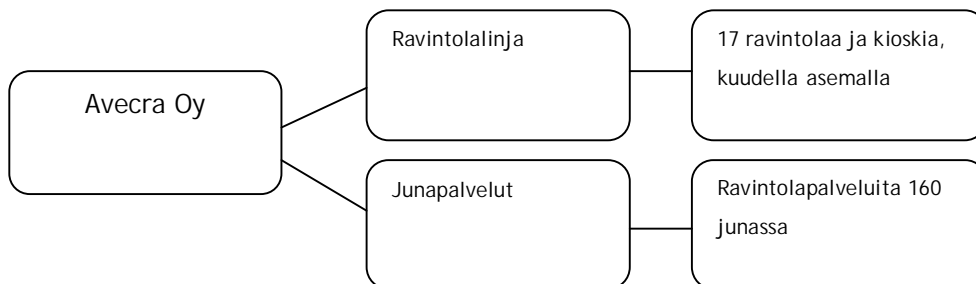 Avecra Oy
Ravintolalinja
17 ravintolaa ja kioskia,
kuudella asemalla
Junapalvelut
Ravintolapalveluita 160
junassa